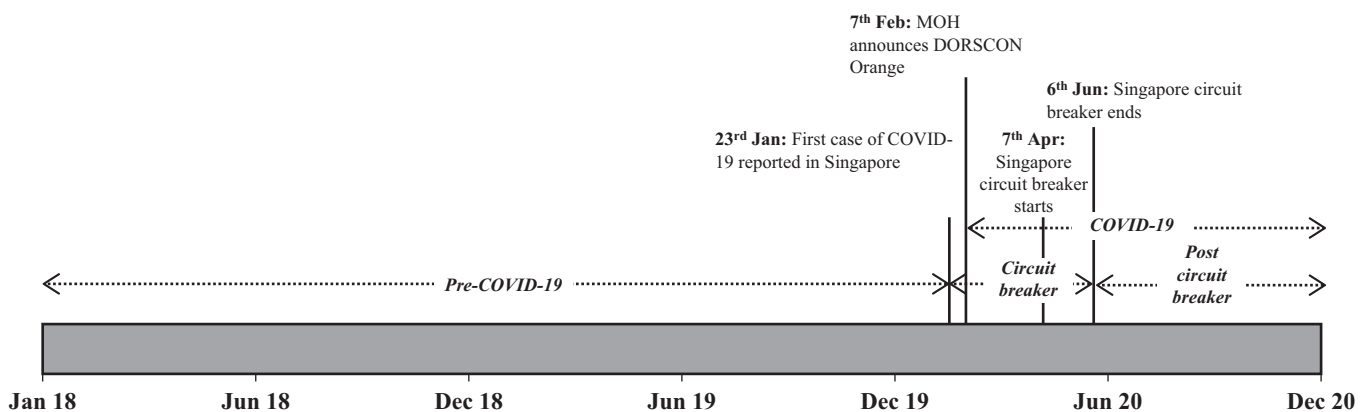 7th Feb: MOH
announces DORSCON
Orange
6th Jun: Singapore circuit
breaker ends
23rd Jan: First case of COVID-
19 reported in Singapore
7th Apr:
Singapore
circuit breaker
starts
COVID-19
Pre-COVID-19
Circuit
breaker
Post
circuit
breaker
Jan 18
Jun 18
Dec 18
Jun 19
Dec 19
Jun 20
Dec 20